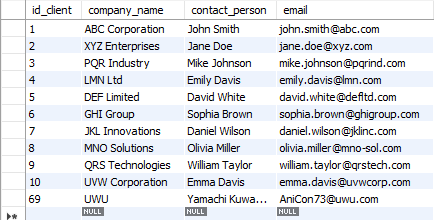 id_client company_name contact_person email
1 ABC Corporation John Smith john.smith@abc.com
2 XYZ Enterprises Jane Doe jane.doe@xyz.com
3 PQR Industry Mike Johnson mike.johnson@pqrind.com
4 LMN Ltd Emily Davis emily.davis@lmn.com
5 DEF Limited David White david.white@defltd.com
6 GHI Group Sophia Brown sophia.brown@ghigroup.com
7 JKL Innovations Daniel Wilson daniel.wilson@jklinc.com
8 MNO Solutions Olivia Miller olivia.miller@mno-sol.com
9 QRS Technologies William Taylor william.taylor@qrstech.com
10 UVW Corporation Emma Davis emma.davis@uvwcorp.com
69 UWU Yamachi Kuwa... AniCon73@uwu.com
NULL NULL NULL NULL